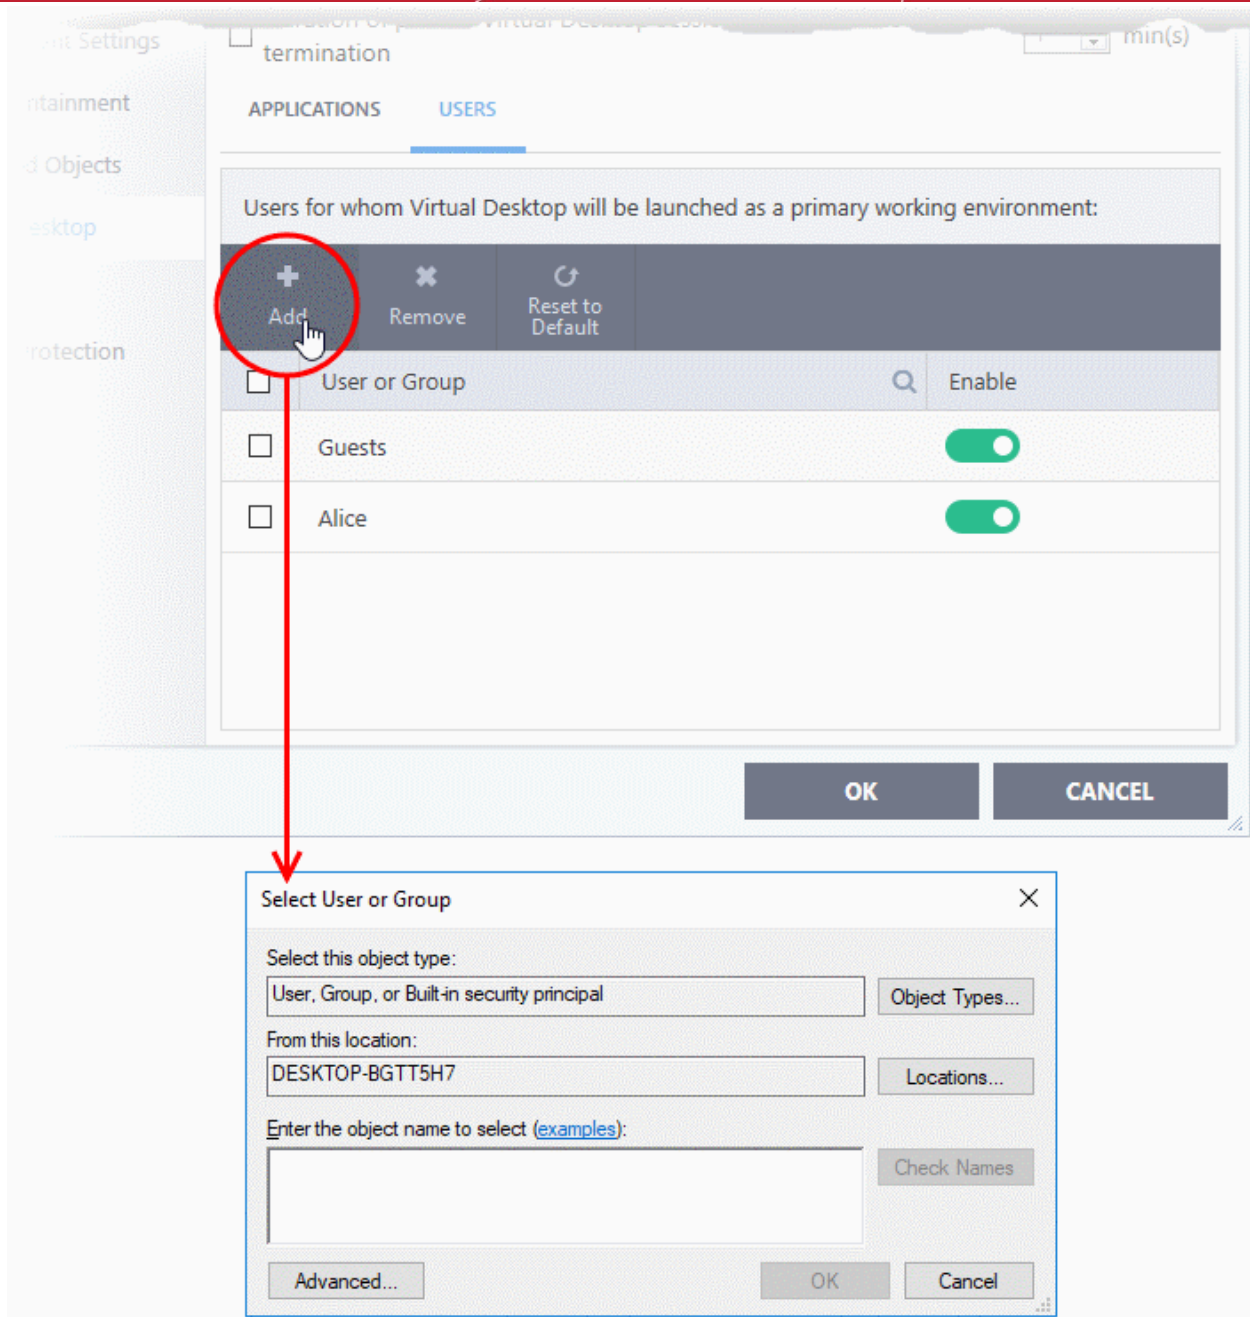 Settings
min(s)
termination
ntainment
APPLICATIONS USERS
d Objects
Users for whom Virtual Desktop will be launched as a primary working environment:
esktop
Add Remove Reset to
Default
rotection
User or Group Enable
Guests
Alice
OK CANCEL
Select User or Group
Select this object type:
User, Group, or Built-in security principal Object Types...
From this location:
DESKTOP-BGTT5H7 Locations...
Enter the object name to select (examples):
Check Names
Advanced... OK Cancel